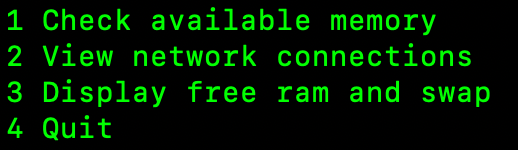 1 Check available memory
2 View network connections
3 Display free ram and swap
4 Quit